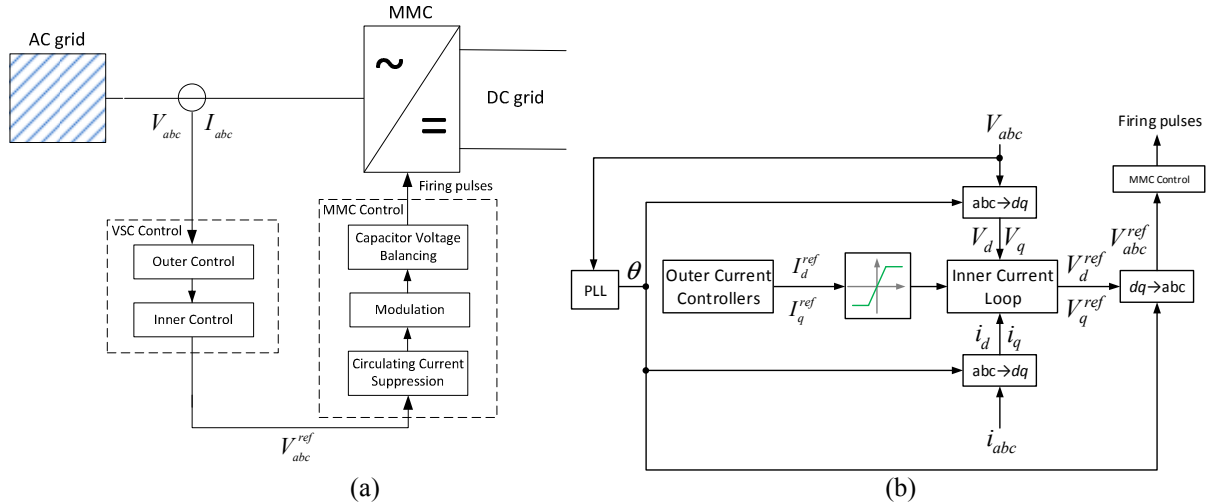 MMC
AC grid
~
=
DC grid
V_abc I_abc
Firing pulses
VSC Control
Outer Control
Inner Control
MMC Control
Capacitor Voltage
Balancing
Modulation
Circulating Current
Suppression
V_abc^ref
(a)
V_abc
Firing pulses
MMC Control
abc→dq
V_d V_q
V_abc^ref
PLL
θ
Outer Current
Controllers
I_d^ref
I_q^ref
Inner Current
Loop
V_d^ref
V_q^ref
dq→abc
i_d i_q
abc→dq
i_abc
(b)